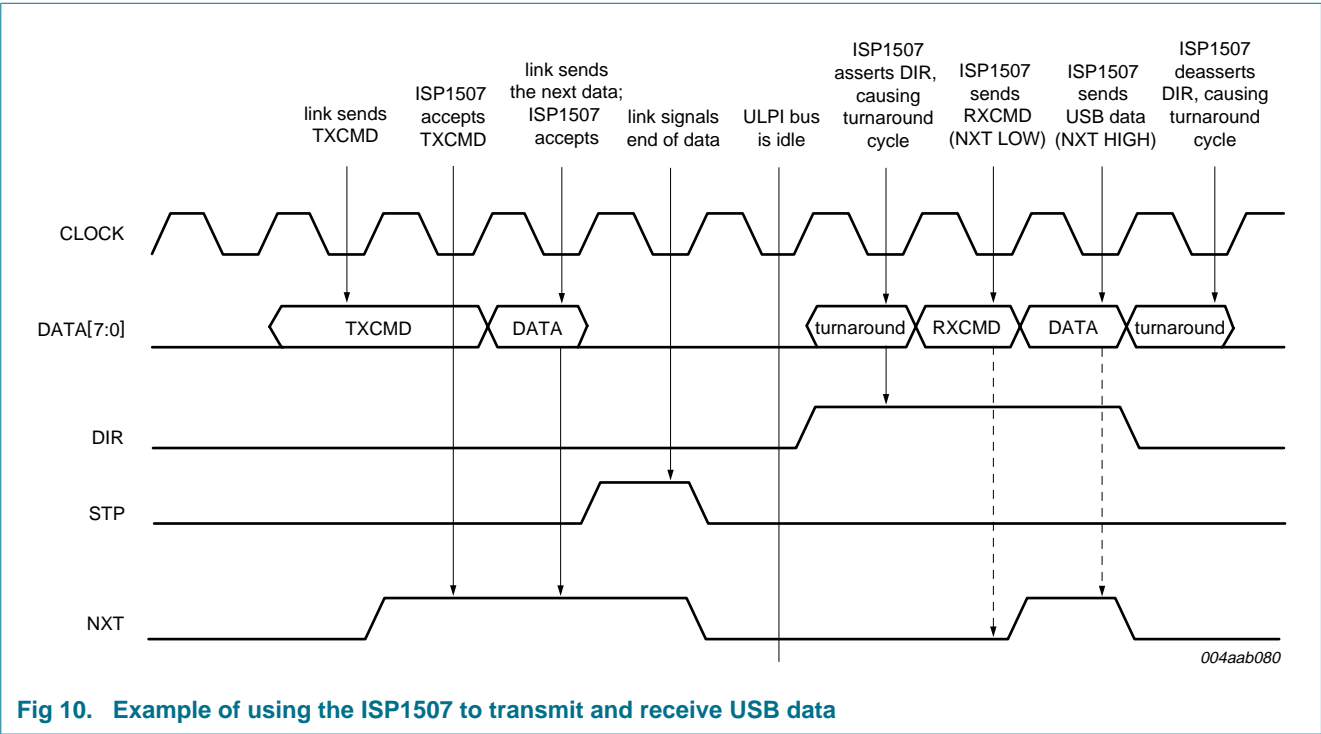 link sends
TXCMD
ISP1507
accepts
TXCMD
link sends
the next data;
ISP1507
accepts
link signals
end of data
ULPI bus
is idle
ISP1507
asserts DIR,
causing
turnaround
cycle
ISP1507
sends
RXCMD
(NXT LOW)
ISP1507
sends
USB data
(NXT HIGH)
ISP1507
deasserts
DIR, causing
turnaround
cycle
CLOCK
DATA[7:0]
TXCMD
DATA
turnaround
RXCMD
DATA
turnaround
DIR
STP
NXT
004aab080
Fig 10. Example of using the ISP1507 to transmit and receive USB data